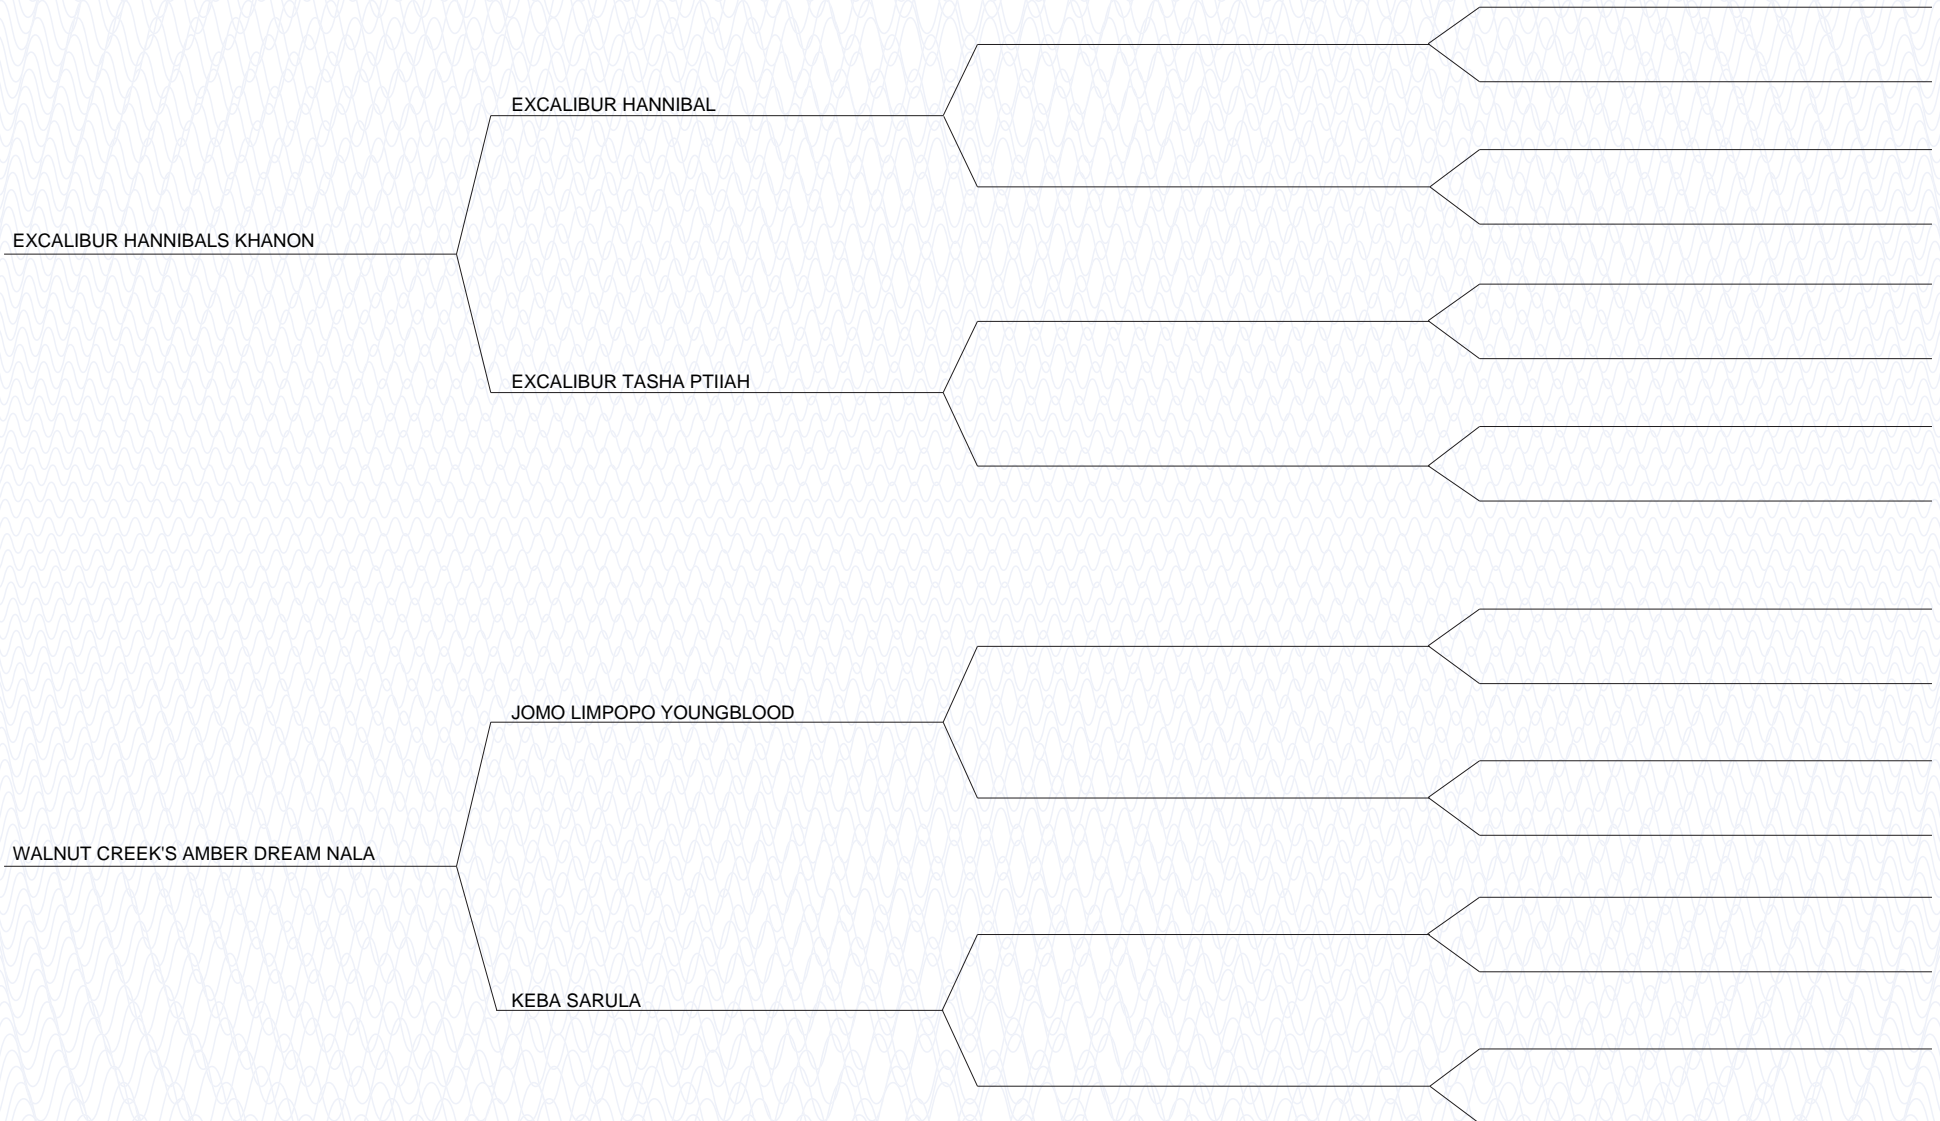 EXCALIBUR HANNIBAL
EXCALIBUR HANNIBALS KHANON
EXCALIBUR TASHA PTIIAH
JOMO LIMPOPO YOUNGBLOOD
WALNUT CREEK'S AMBER DREAM NALA
KEBA SARULA